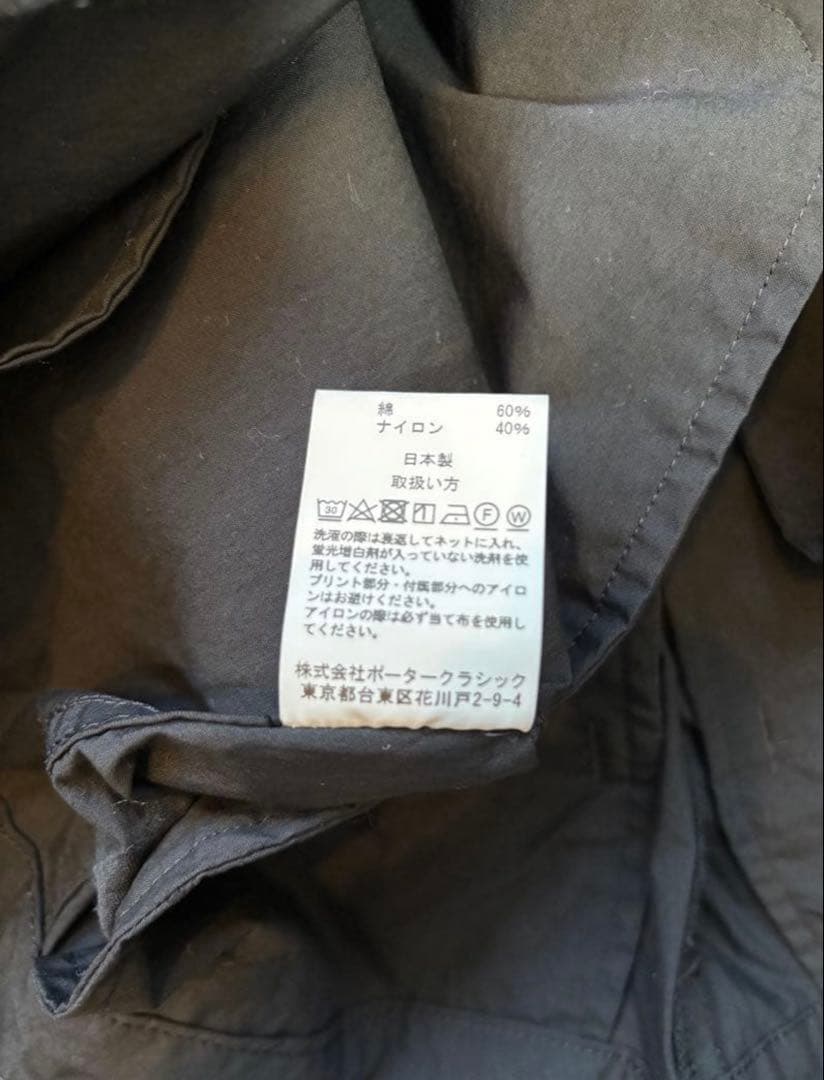 綿 60%
ナイロン 40%
日本製
取扱い方
30 F W
洗濯の際は裏返してネットに入れ、
蛍光増白剤が入っていない洗剤を使
用してください。
プリント部分・付属部分へのアイロ
ンはお避けください。
アイロンの際は必ず当て布を使用し
てください。
株式会社ポータークラシック
東京都台東区花川戸2-9-4